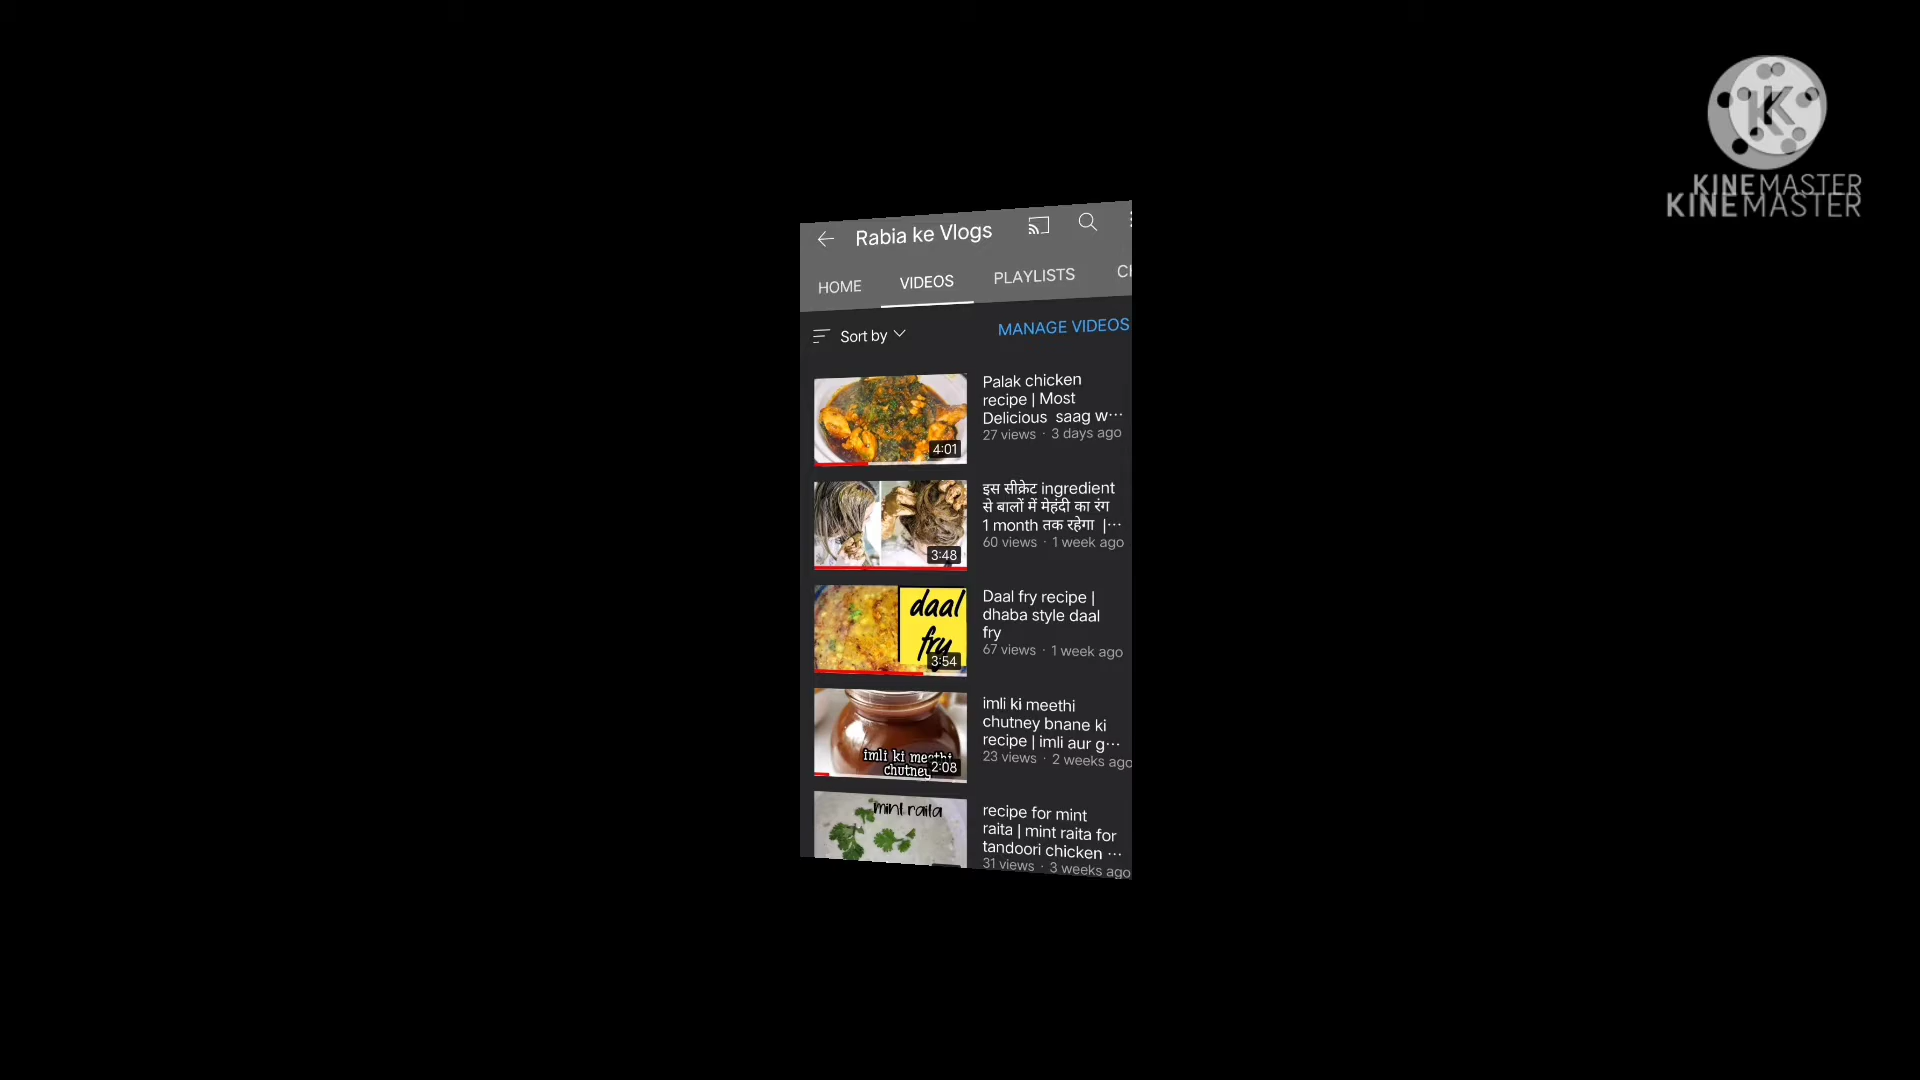 KINEMASTER
KINEMASTER
Rabia ke Vlogs
HOME VIDEOS PLAYLISTS
Sort by MANAGE VIDEOS
4:01
Palak chicken
recipe | Most
Delicious saag w...
27 views · 3 days ago
3:48
इस सीक्रेट ingredient
से बालों में मेहंदी का रंग
1 month तक रहेगा |...
60 views · 1 week ago
daal
fry
3:54
Daal fry recipe |
dhaba style daal
fry
67 views · 1 week ago
imli ki meethi
chutney
2:08
imli ki meethi
chutney bnane ki
recipe | imli aur g...
23 views · 2 weeks ago
mint raita
recipe for mint
raita | mint raita for
tandoori chicken ...
31 views · 3 weeks ago